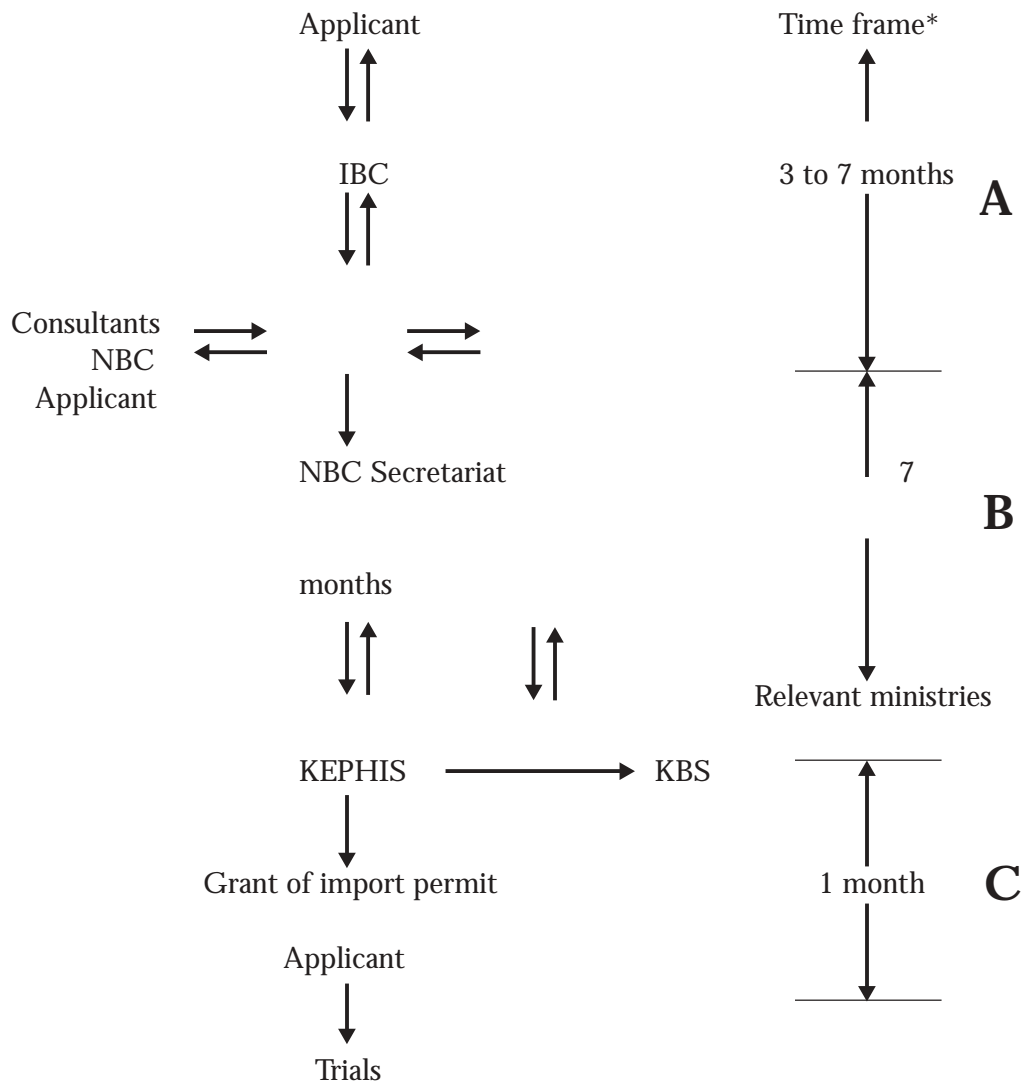 Applicant
Time frame*
IBC
3 to 7 months
A
Consultants
NBC
Applicant
NBC Secretariat
7
B
months
Relevant ministries
KEPHIS
KBS
Grant of import permit
1 month
C
Applicant
Trials